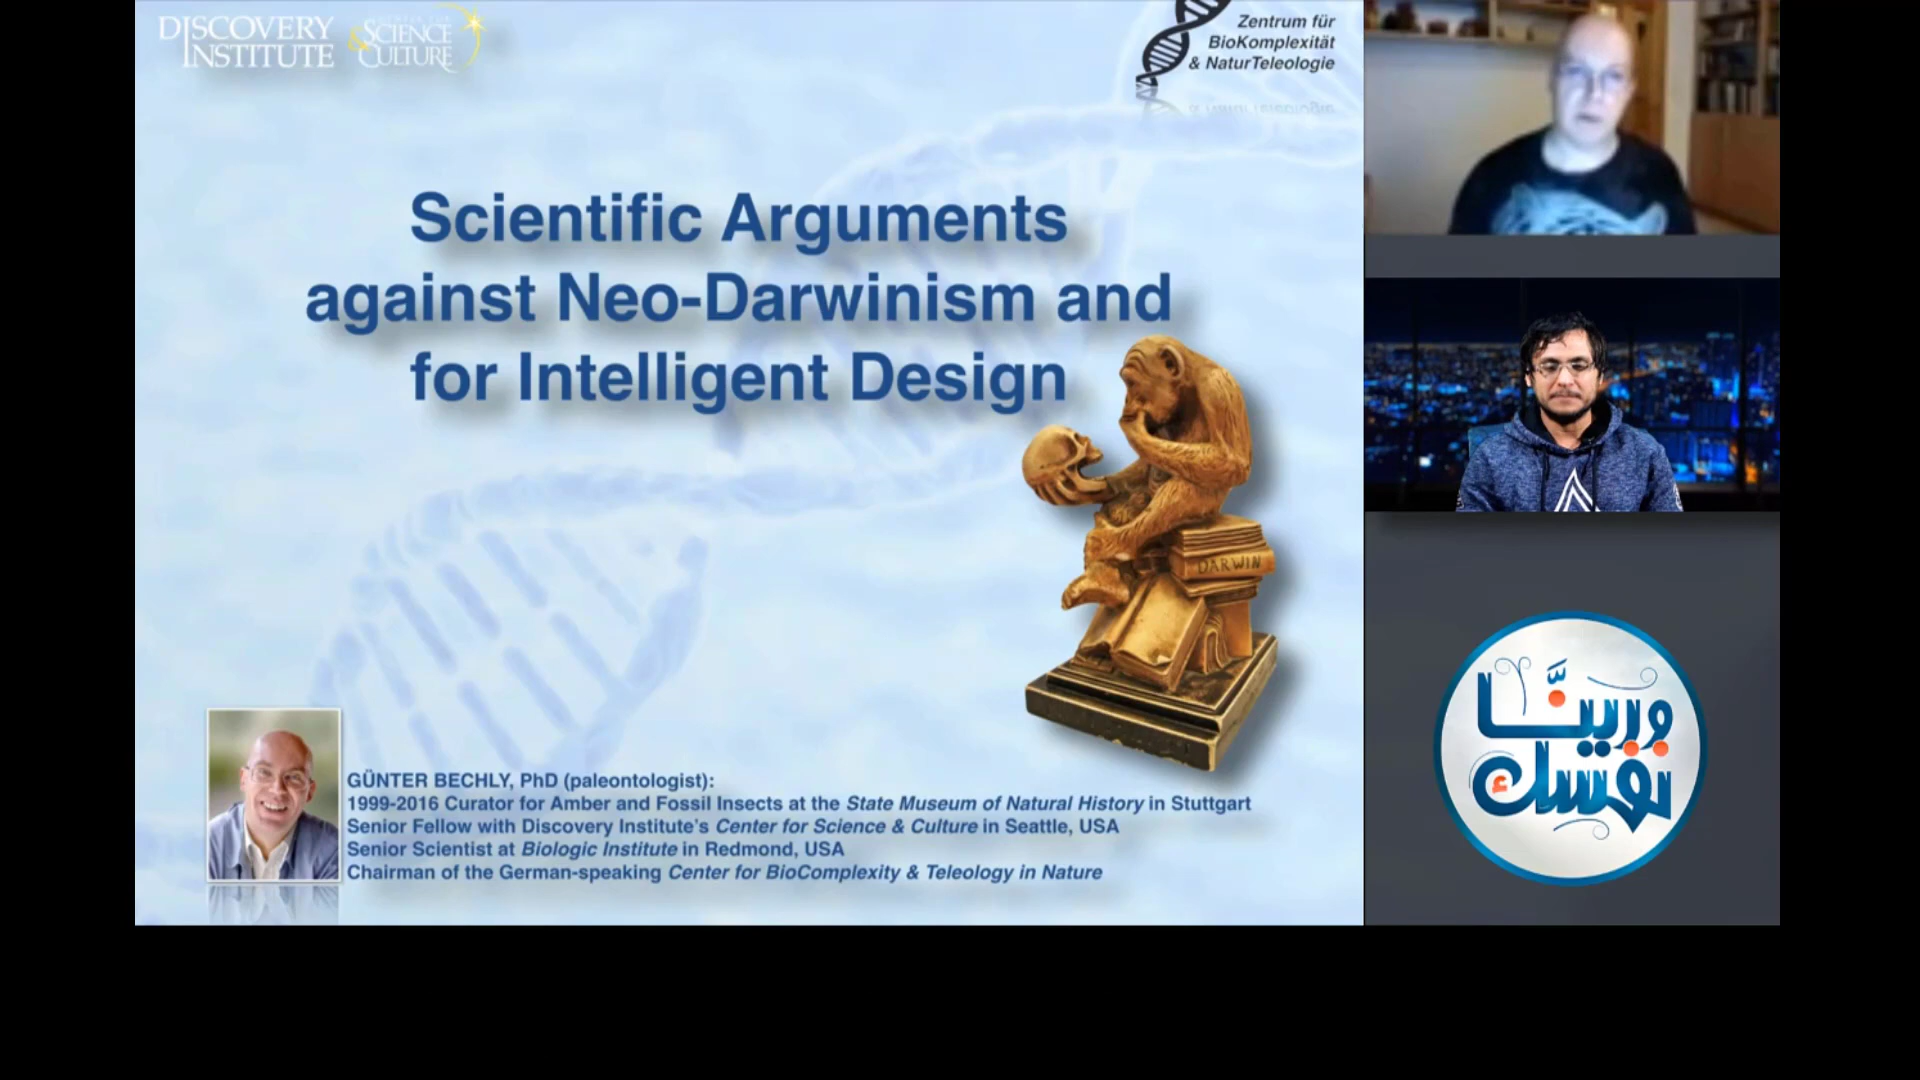 DISCOVERY
INSTITUTE
CENTER FOR
SCIENCE
& CULTURE
Zentrum für
BioKomplexität
& NaturTeleologie
Scientific Arguments
against Neo-Darwinism and
for Intelligent Design
DARWIN
GÜNTER BECHLY, PhD (paleontologist):
1999-2016 Curator for Amber and Fossil Insects at the State Museum of Natural History in Stuttgart
Senior Fellow with Discovery Institute’s Center for Science & Culture in Seattle, USA
Senior Scientist at Biologic Institute in Redmond, USA
Chairman of the German-speaking Center for BioComplexity & Teleology in Nature
ورينا
نفسك